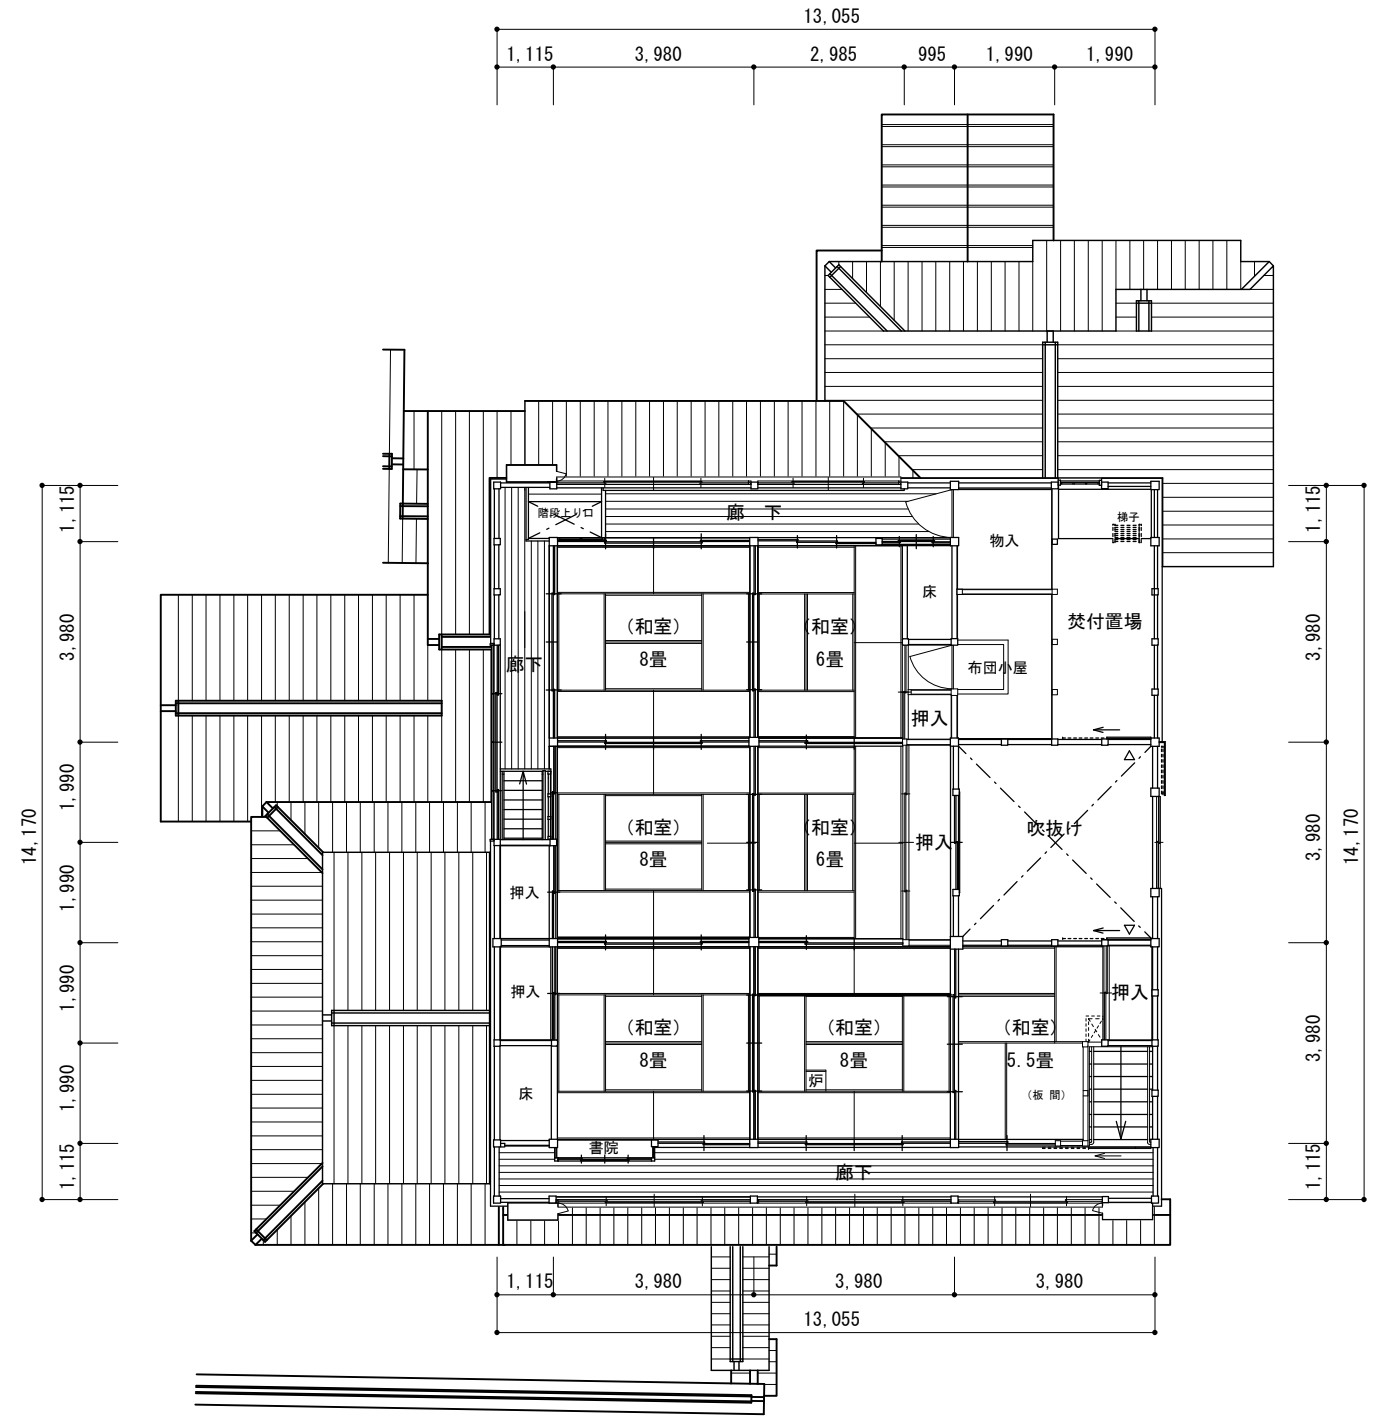 13,055
1,115 3,980 2,985 995 1,990 1,990
1,115
3,980
1,990
1,990
1,990
1,990
1,115
14,170
階段上り口
廊 下
物入
梯子
床
焚付置場
(和室)
8畳
(和室)
6畳
廊下
布団小屋
押入
(和室)
8畳
(和室)
6畳
押入
吹抜け
押入
押入
(和室)
8畳
(和室)
8畳
炉
(和室)
5.5畳
(板 間)
押入
床
書院
廊下
1,115
3,980
3,980
3,980
1,115
14,170
1,115 3,980 3,980 3,980
13,055